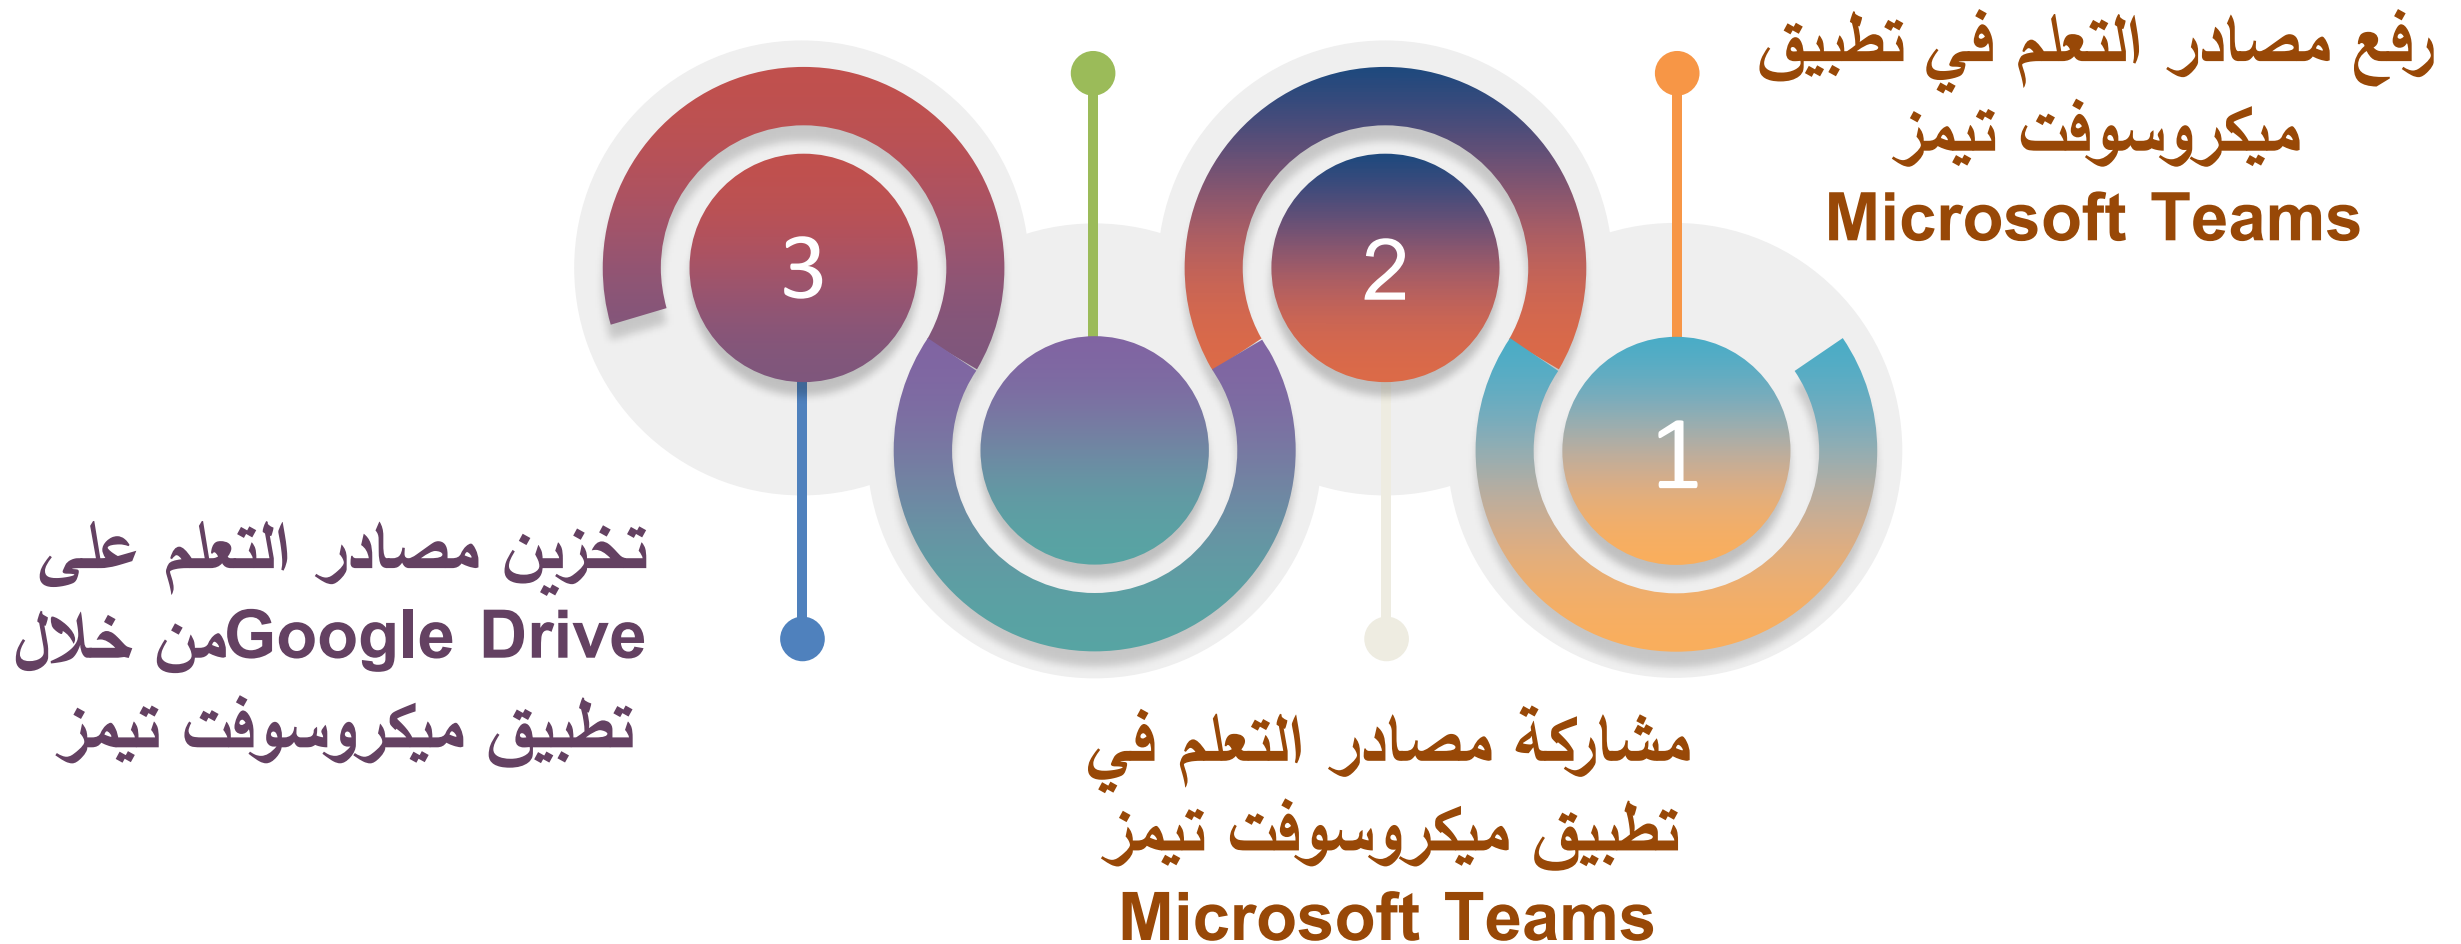 رفع مصادر التعلم في تطبيق
ميكروسوفت تيمز
Microsoft Teams
1
2
مشاركة مصادر التعلم في
تطبيق ميكروسوفت تيمز
Microsoft Teams
3
تخزين مصادر التعلم على
Google Driveمن خلال
تطبيق ميكروسوفت تيمز